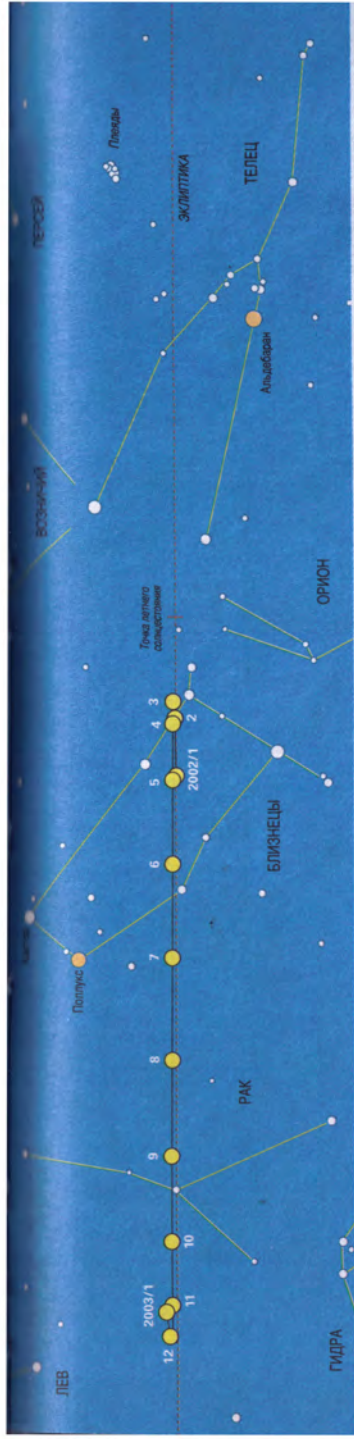 ПЕРСЕЙ
Плеяды
ЭКЛИПТИКА
ТЕЛЕЦ
ВОЗНИЧИЙ
Альдебаран
Точка летнего
солнцестояния
ОРИОН
3
4
2
5
2002/1
6
БЛИЗНЕЦЫ
Поллукс
7
8
РАК
9
10
2003/1
11
12
ЛЕВ
ГИДРА